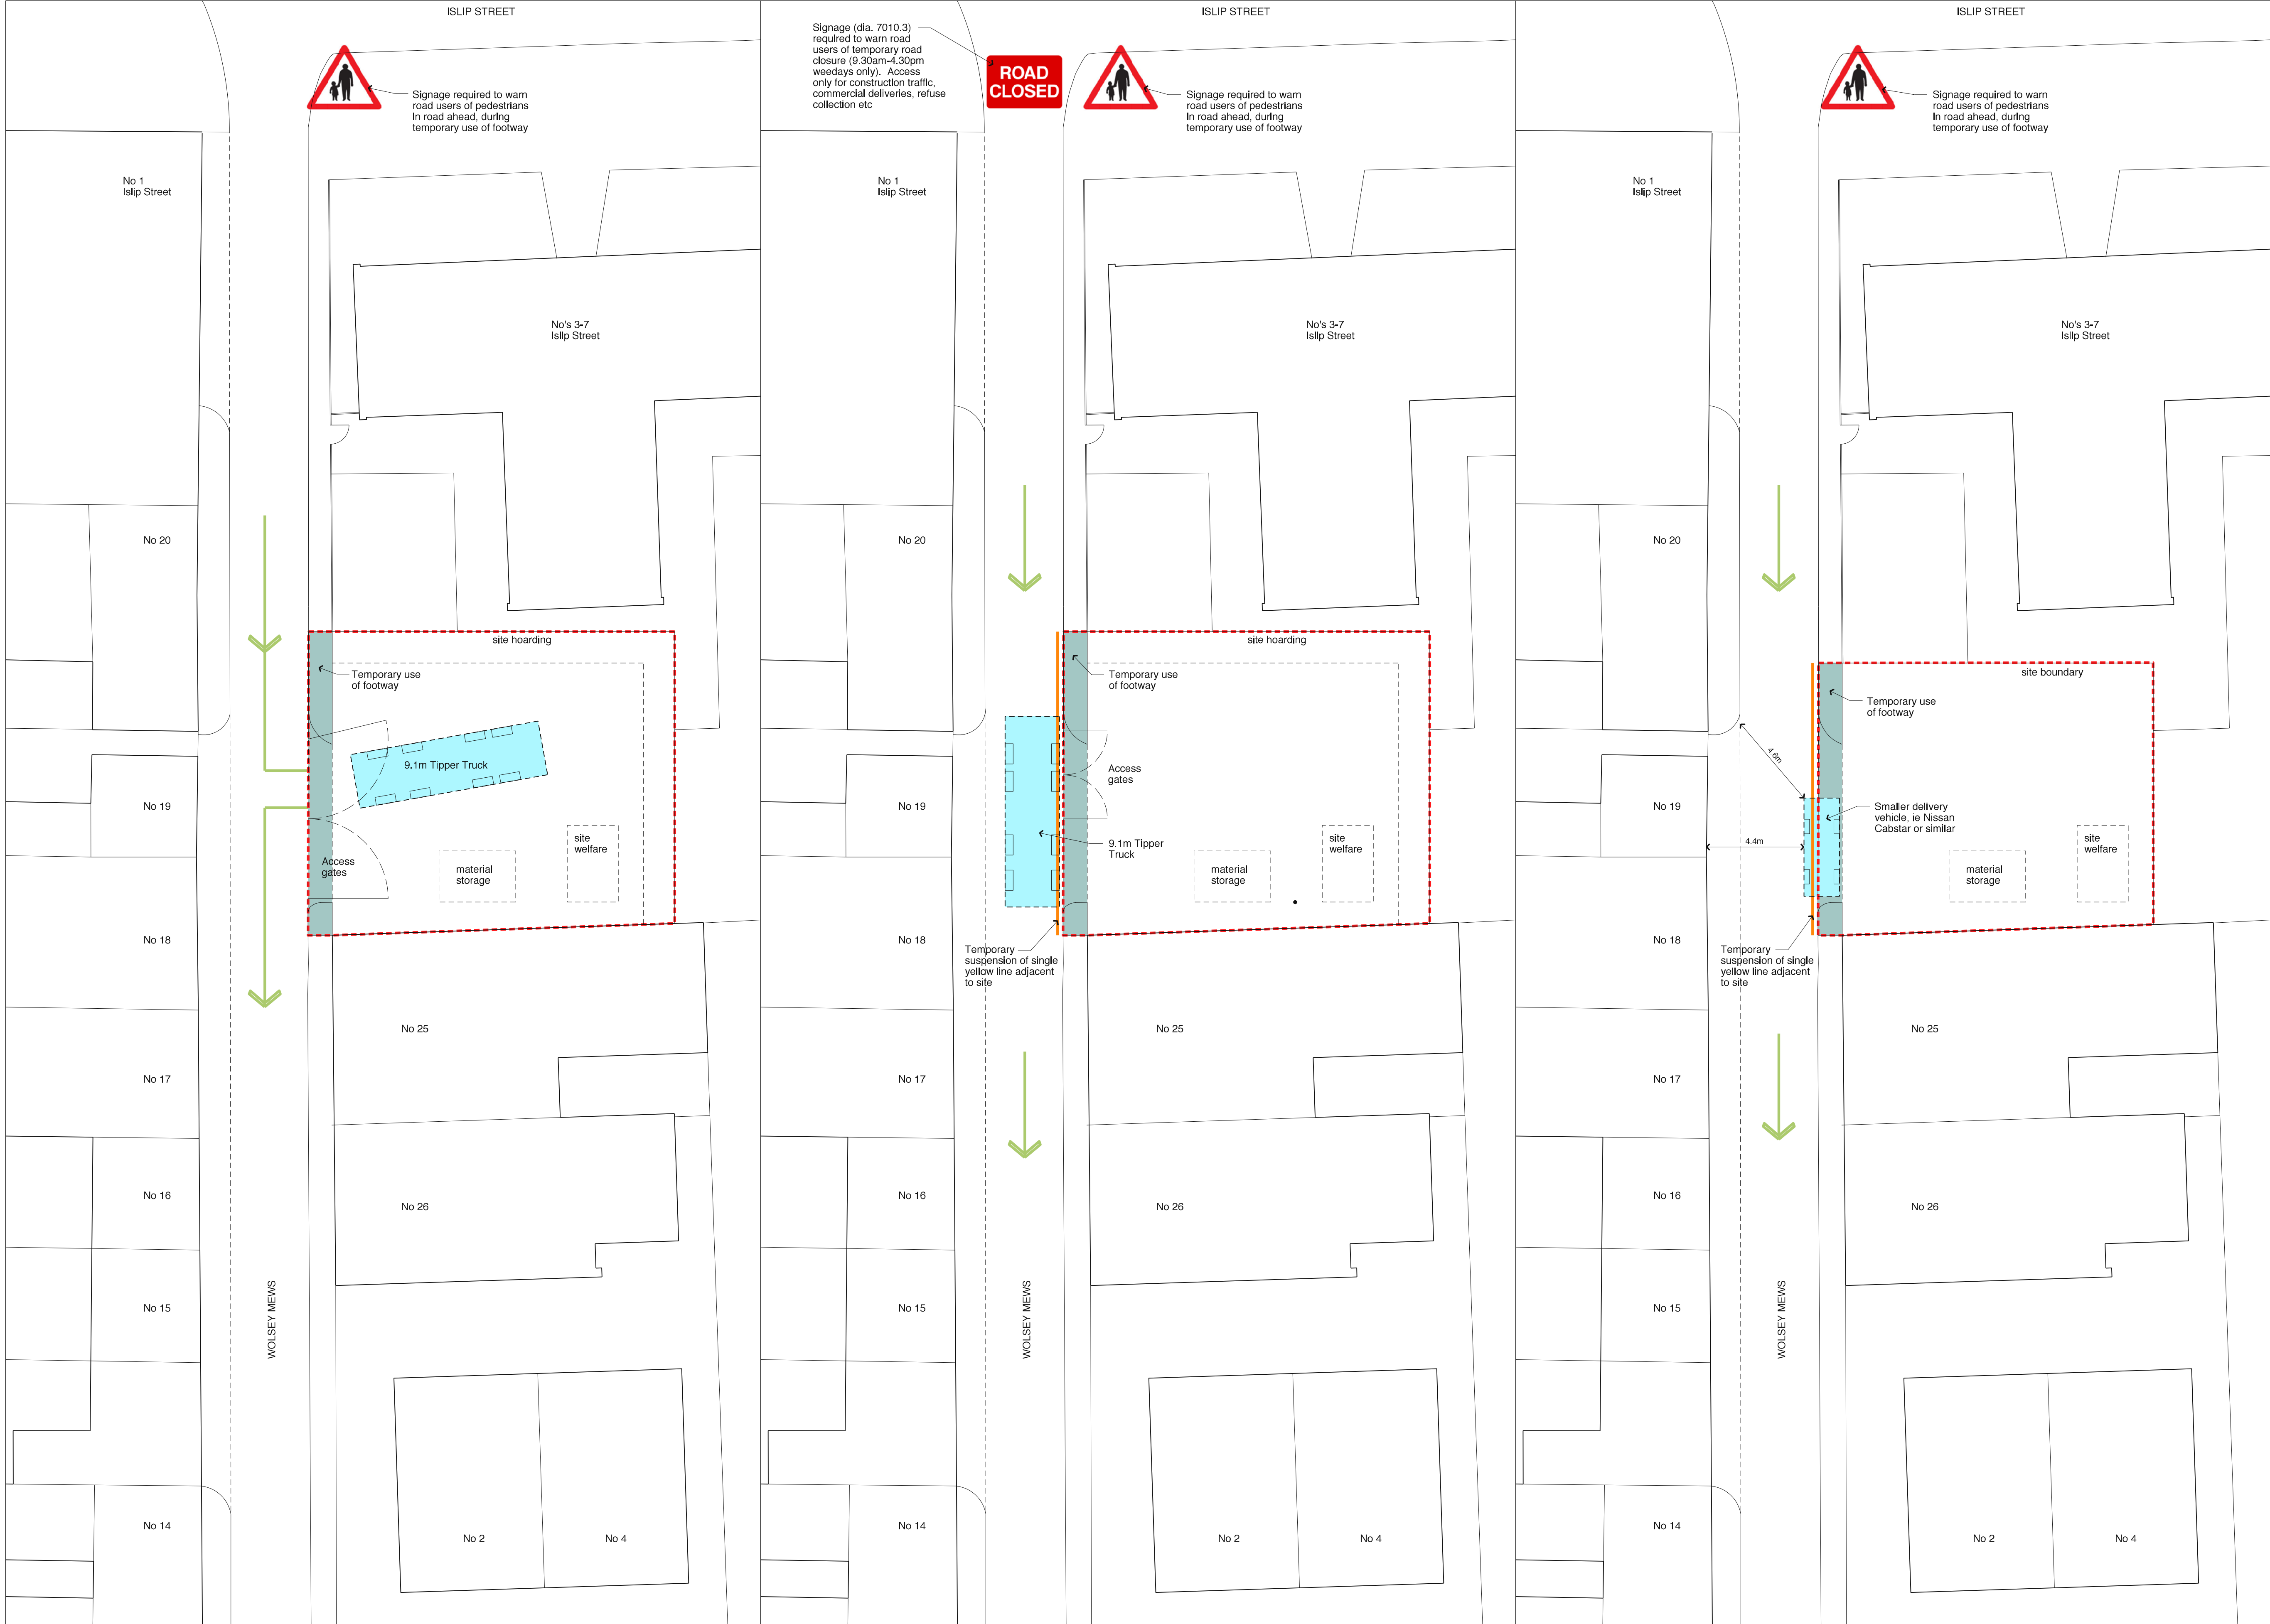 ISLIP STREET
Signage required to warn
road users of pedestrians
in road ahead, during
temporary use of footway
No 1
Islip Street
No's 3-7
Islip Street
No 20
site hoarding
Temporary use
of footway
9.1m Tipper Truck
No 19
site
welfare
Access
gates
material
storage
No 18
No 25
No 17
No 16
No 26
WOLSEY MEWS
No 15
No 14
No 2
No 4
ISLIP STREET
Signage (dia. 7010.3)
required to warn road
users of temporary road
closure (9.30am-4.30pm
weedays only). Access
only for construction traffic,
commercial deliveries, refuse
collection etc
ROAD
CLOSED
Signage required to warn
road users of pedestrians
in road ahead, during
temporary use of footway
No 1
Islip Street
No's 3-7
Islip Street
No 20
site hoarding
Temporary use
of footway
Access
gates
No 19
9.1m Tipper
Truck
site
welfare
material
storage
No 18
Temporary
suspension of single
yellow line adjacent
to site
No 25
No 17
No 16
No 26
WOLSEY MEWS
No 15
No 14
No 2
No 4
ISLIP STREET
Signage required to warn
road users of pedestrians
in road ahead, during
temporary use of footway
No 1
Islip Street
No's 3-7
Islip Street
No 20
site boundary
Temporary use
of footway
4.6m
No 19
Smaller delivery
vehicle, ie Nissan
Cabstar or similar
4.4m
site
welfare
material
storage
No 18
Temporary
suspension of single
yellow line adjacent
to site
No 25
No 17
No 16
No 26
WOLSEY MEWS
No 15
No 14
No 2
No 4